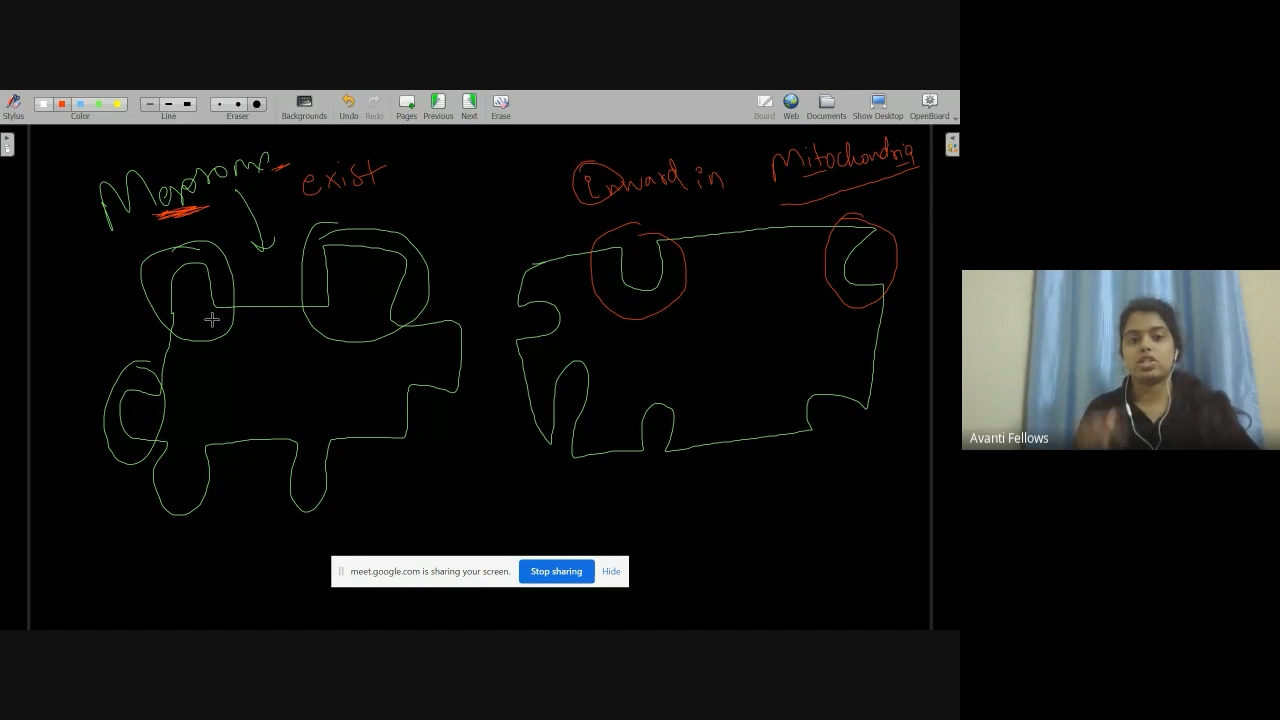 Stylus
Color
Line
Eraser
Backgrounds
Undo
Redo
Pages
Previous
Next
Erase
Board
Web
Documents
Show Desktop
OpenBoard
exist
inward in
Mitochondria
Avanti Fellows
meet.google.com is sharing your screen.
Stop sharing
Hide